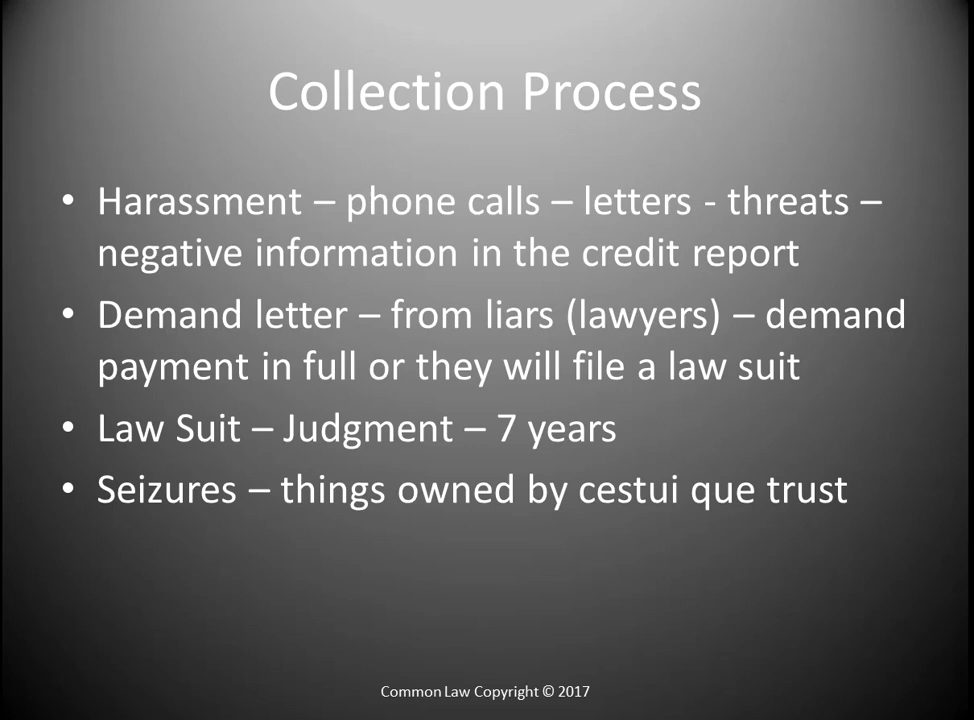 Collection Process
• Harassment – phone calls – letters - threats –
negative information in the credit report
• Demand letter – from liars (lawyers) – demand
payment in full or they will file a law suit
• Law Suit – Judgment – 7 years
• Seizures – things owned by cestui que trust
Common Law Copyright © 2017